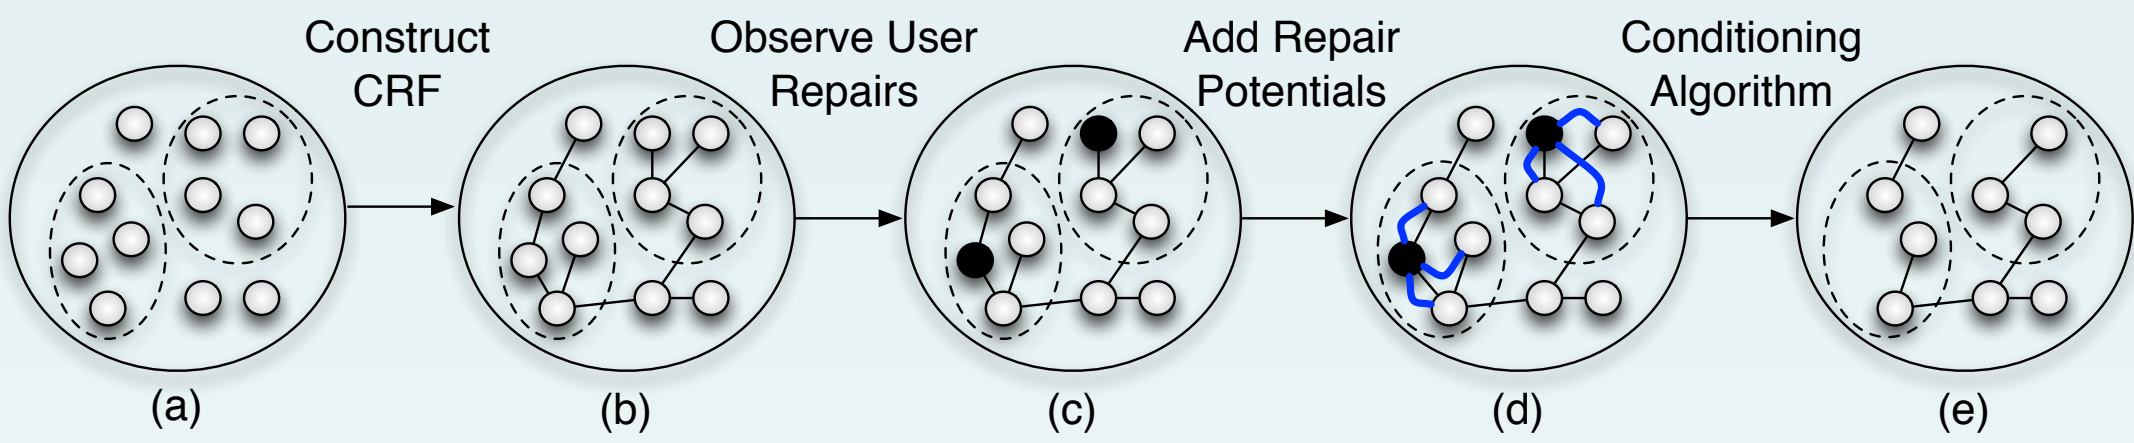 Construct
CRF
Observe User
Repairs
Add Repair
Potentials
Conditioning
Algorithm
(a)
(b)
(c)
(d)
(e)